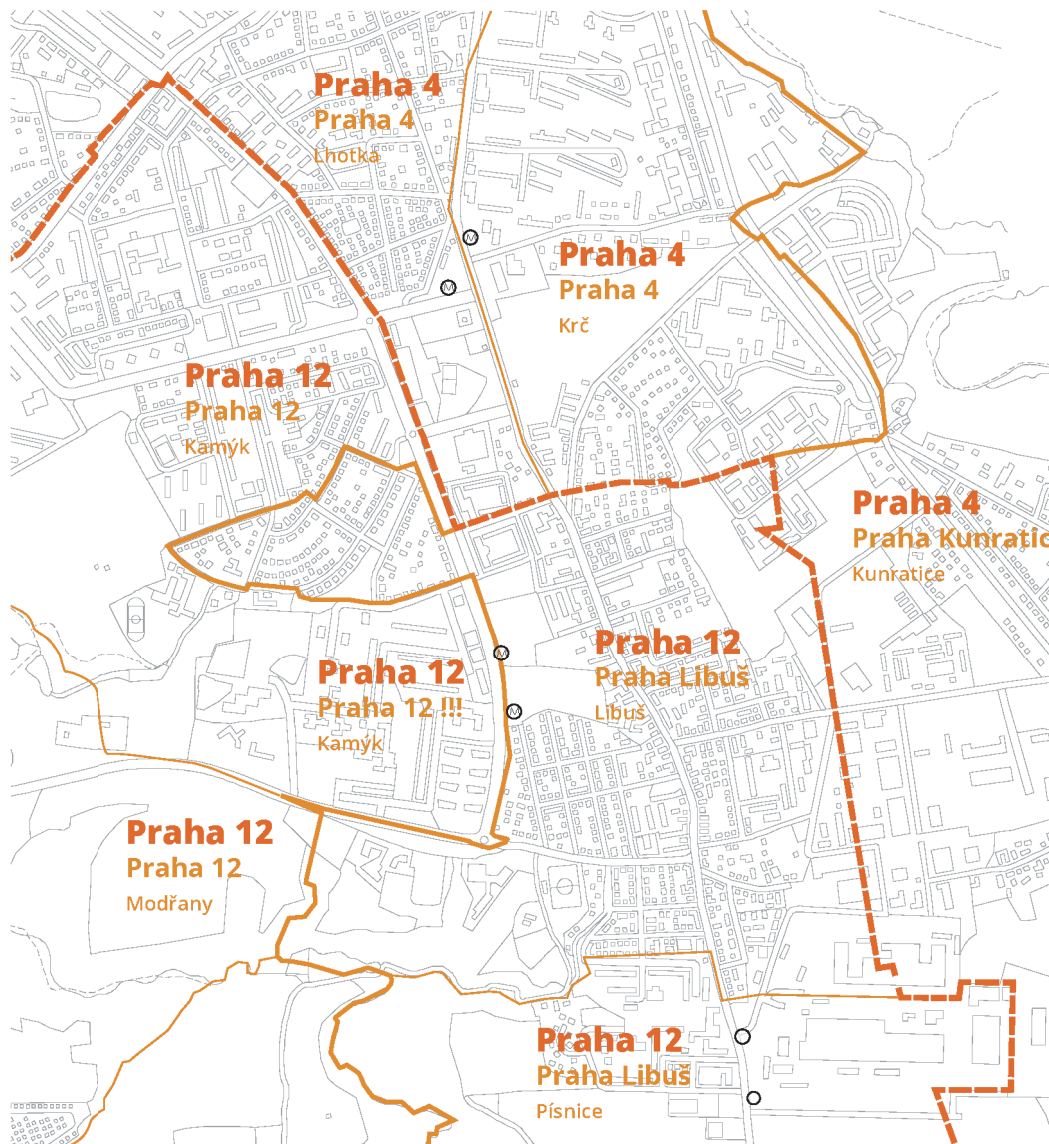 Praha 4
Praha 4
Lhotka
M
Praha 4
Praha 4
Krč
M
Praha 12
Praha 12
Kamýk
Praha 4
Praha Kunratic
Kunratice
Praha 12
Praha Libuš
Libuš
M
Praha 12
Praha 12 !!!
Kamýk
M
Praha 12
Praha 12
Modřany
Praha 12
Praha Libuš
Písnice